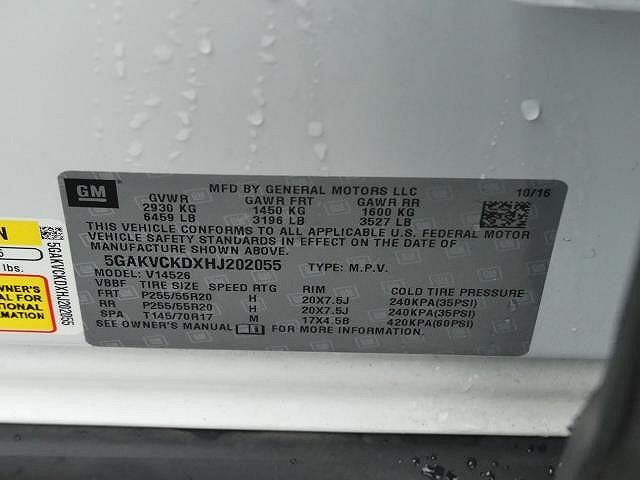 GM
MFD BY GENERAL MOTORS LLC 10/16
GVWR GAWR FRT GAWR RR
2930 KG 1450 KG 1600 KG
6459 LB 3196 LB 3527 LB
THIS VEHICLE CONFORMS TO ALL APPLICABLE U.S. FEDERAL MOTOR
VEHICLE SAFETY STANDARDS IN EFFECT ON THE DATE OF
MANUFACTURE SHOWN ABOVE.
5GAKVCKDXHJ202055 TYPE: M.P.V.
MODEL: V14526
VBBF TIRE SIZE SPEED RTG RIM COLD TIRE PRESSURE
FRT P255/55R20 H 20X7.5J 240KPA(35PSI)
RR P255/55R20 H 20X7.5J 240KPA(35PSI)
SPA T145/70R17 M 17X4.5B 420KPA(60PSI)
SEE OWNER'S MANUAL FOR MORE INFORMATION.
N
5
lbs.
5GAKVCKDXHJ202055
OWNER'S